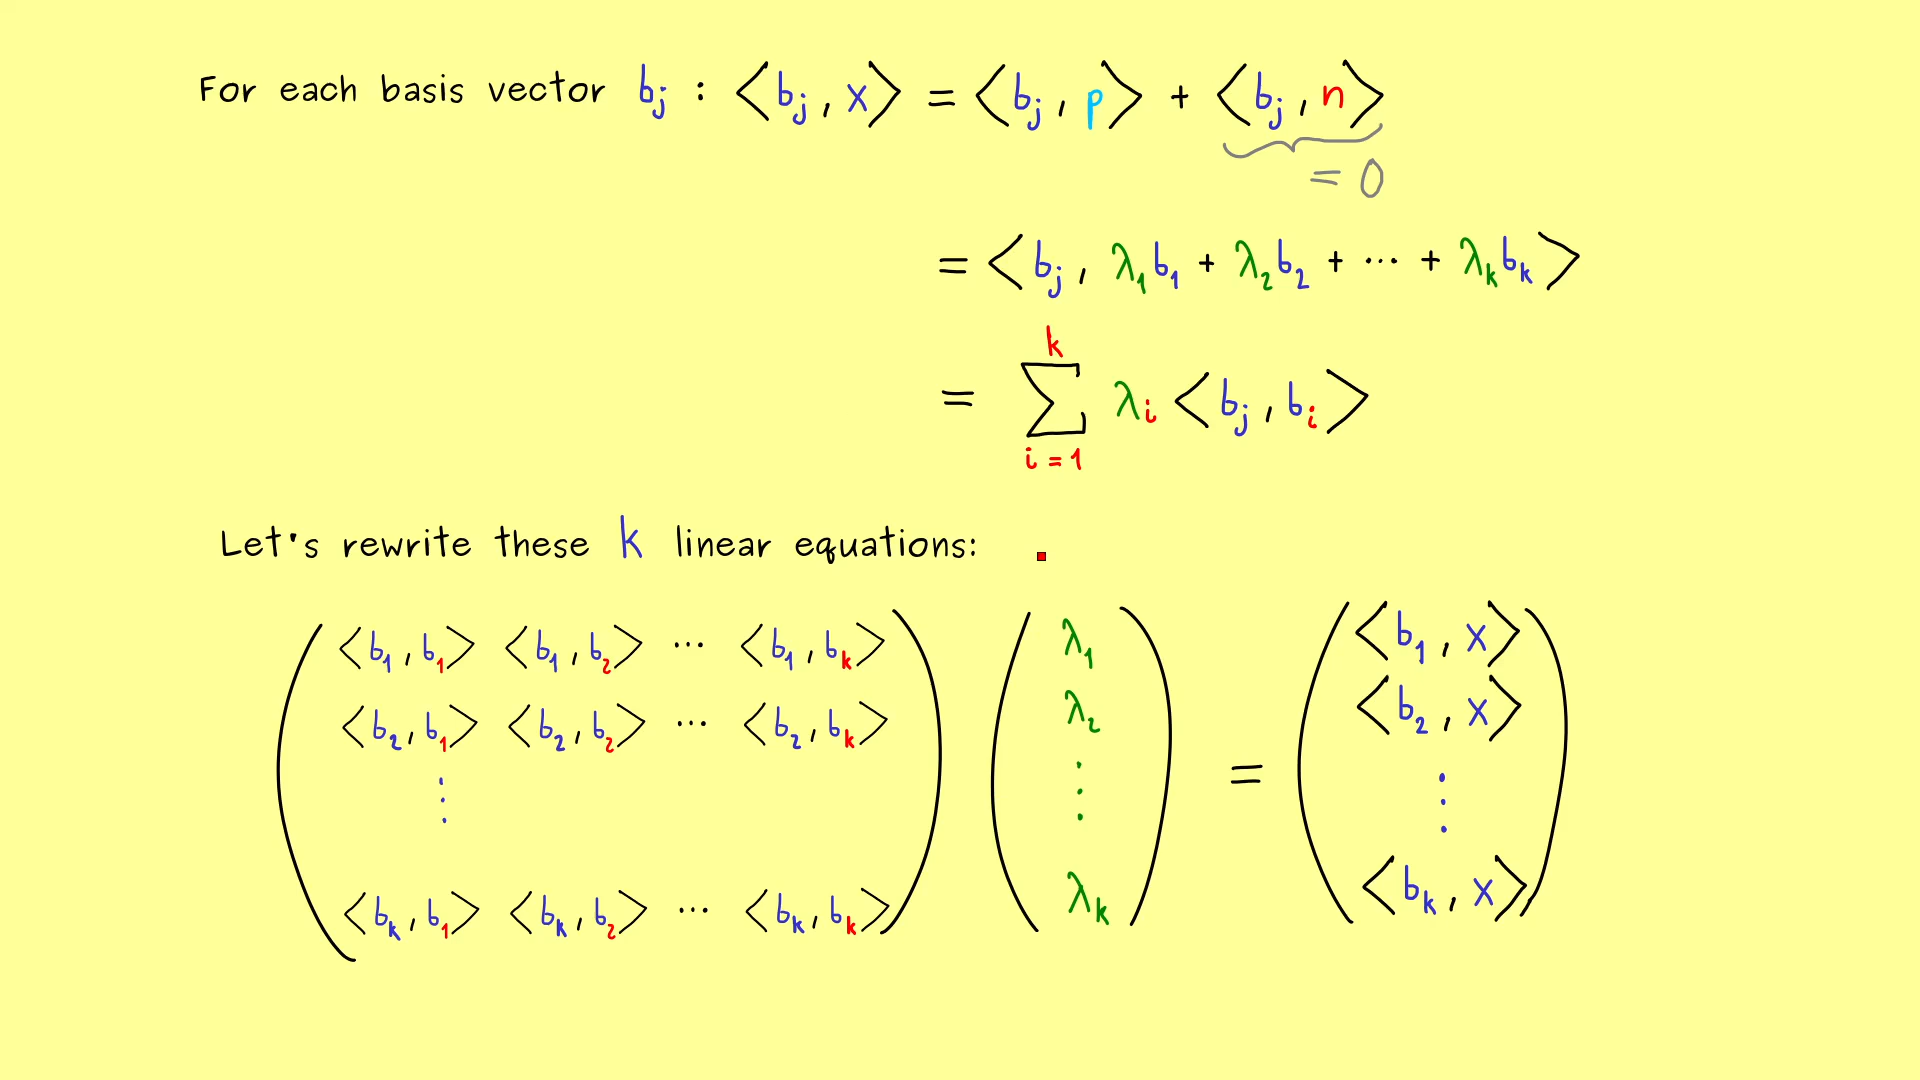 For each basis vector bⱼ : <bⱼ, x> = <bⱼ, p> + <bⱼ, n>
= 0
= <bⱼ, λ₁b₁ + λ₂b₂ + ⋯ + λₖbₖ>
k
= Σ λᵢ <bⱼ, bᵢ>
i = 1
Let's rewrite these k linear equations:
( <b₁, b₁> <b₁, b₂> ⋯ <b₁, bₖ> ) ( λ₁ ) ( <b₁, x> )
<b₂, b₁> <b₂, b₂> ⋯ <b₂, bₖ> λ₂ <b₂, x>
⋮ ⋮ = ⋮
<bₖ, b₁> <bₖ, b₂> ⋯ <bₖ, bₖ> λₖ <bₖ, x>